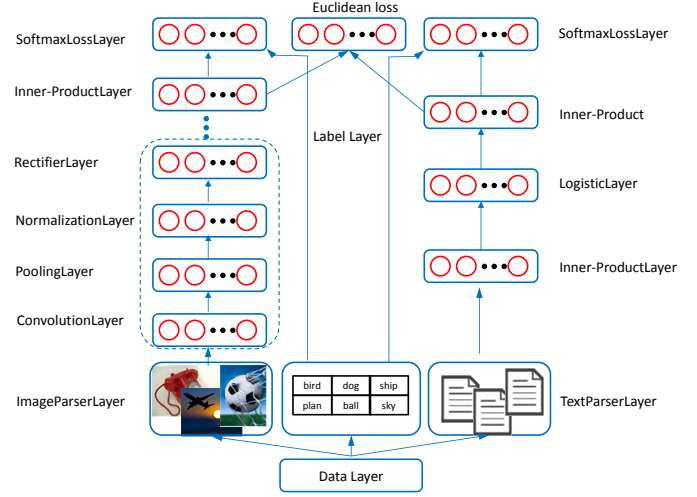 Euclidean loss
SoftmaxLossLayer
SoftmaxLossLayer
Inner-ProductLayer
Inner-Product
Label Layer
RectifierLayer
LogisticLayer
NormalizationLayer
PoolingLayer
Inner-ProductLayer
ConvolutionLayer
ImageParserLayer
bird dog ship
plan ball sky
TextParserLayer
Data Layer